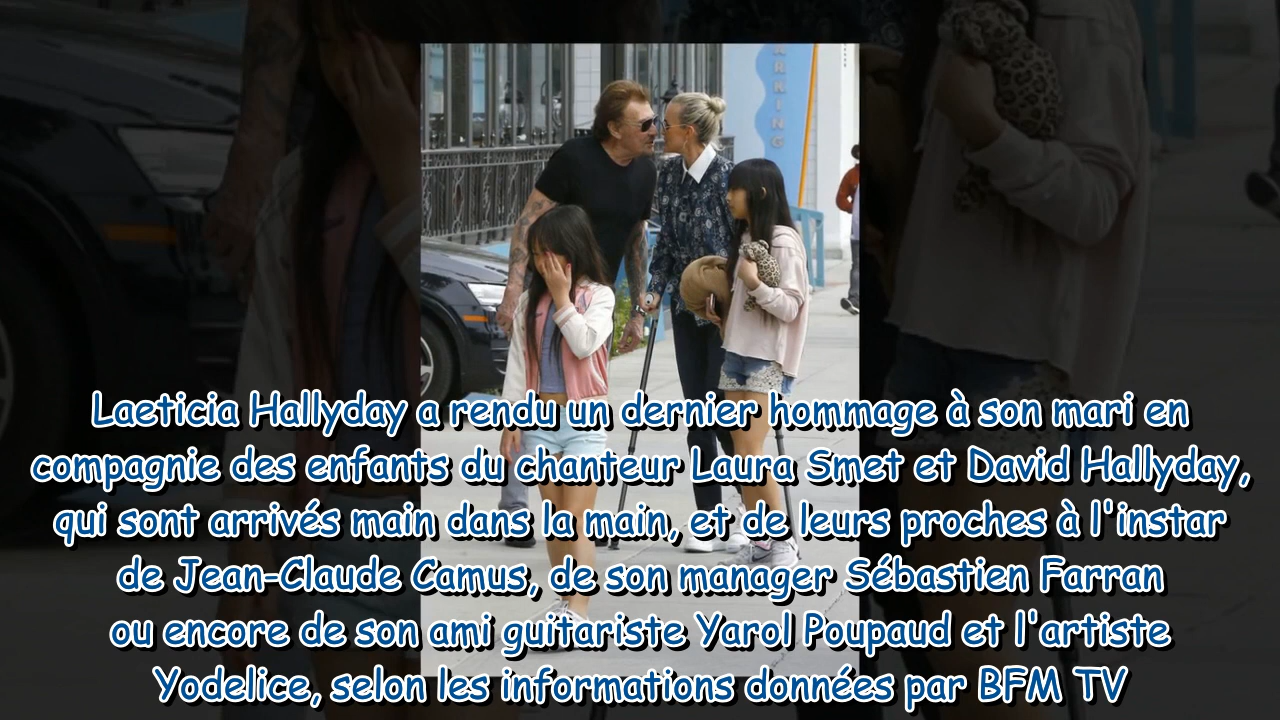 ARKING
Laeticia Hallyday a rendu un dernier hommage à son mari en
compagnie des enfants du chanteur Laura Smet et David Hallyday,
qui sont arrivés main dans la main, et de leurs proches à l'instar
de Jean-Claude Camus, de son manager Sébastien Farran
ou encore de son ami guitariste Yarol Poupaud et l'artiste
Yodelice, selon les informations données par BFM TV